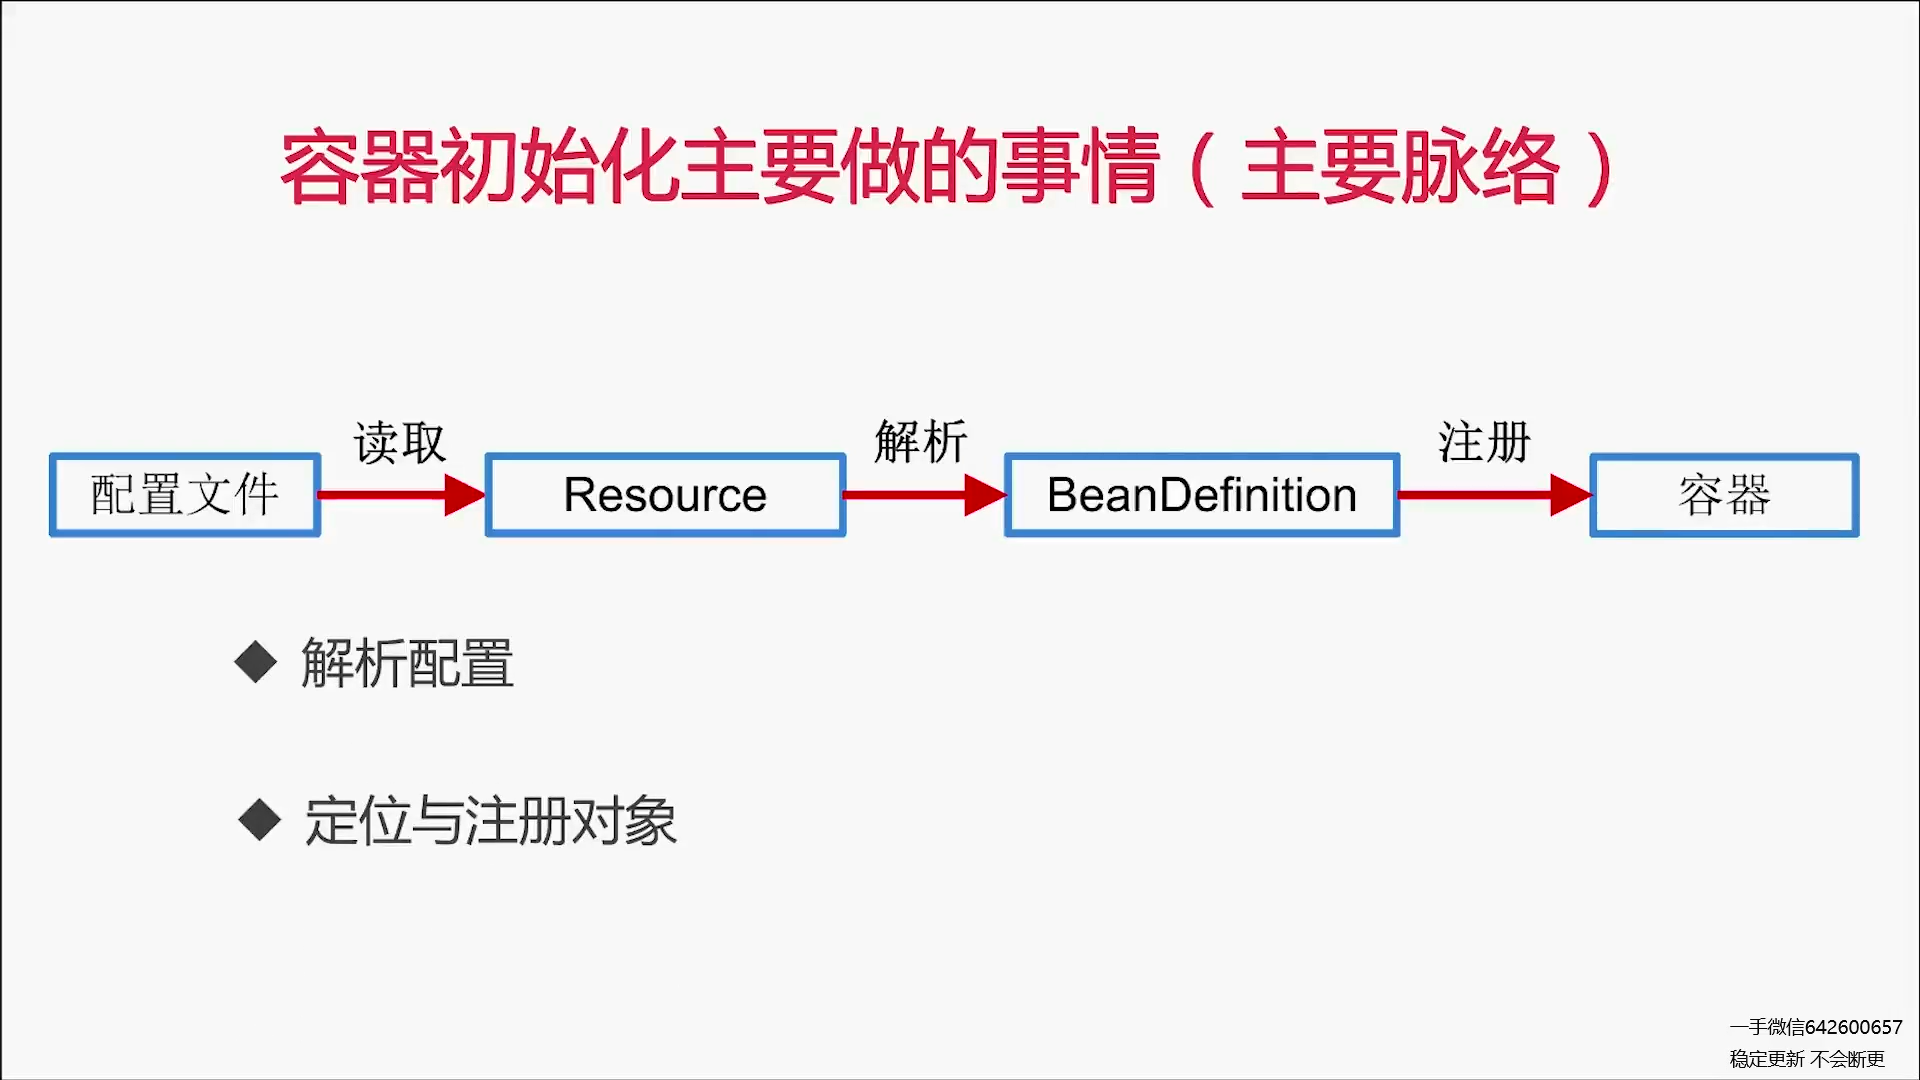 容器初始化主要做的事情（主要脉络）
读取 解析 注册
配置文件 Resource BeanDefinition 容器
◆ 解析配置
◆ 定位与注册对象
一手微信642600657
稳定更新 不会断更